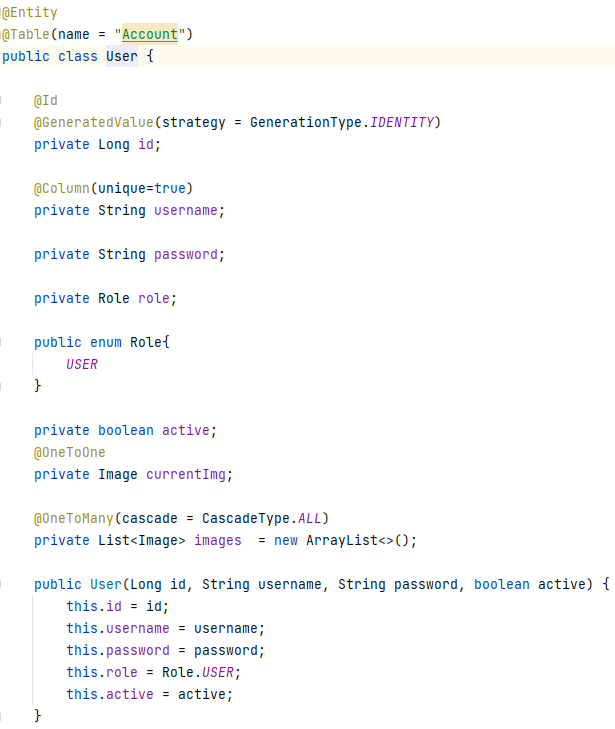 @Entity
@Table(name = "Account")
public class User {
@Id
@GeneratedValue(strategy = GenerationType.IDENTITY)
private Long id;
@Column(unique=true)
private String username;
private String password;
private Role role;
public enum Role{
USER
}
private boolean active;
@OneToOne
private Image currentImg;
@OneToMany(cascade = CascadeType.ALL)
private List<Image> images  = new ArrayList<>();
public User(Long id, String username, String password, boolean active) {
this.id = id;
this.username = username;
this.password = password;
this.role = Role.USER;
this.active = active;
}